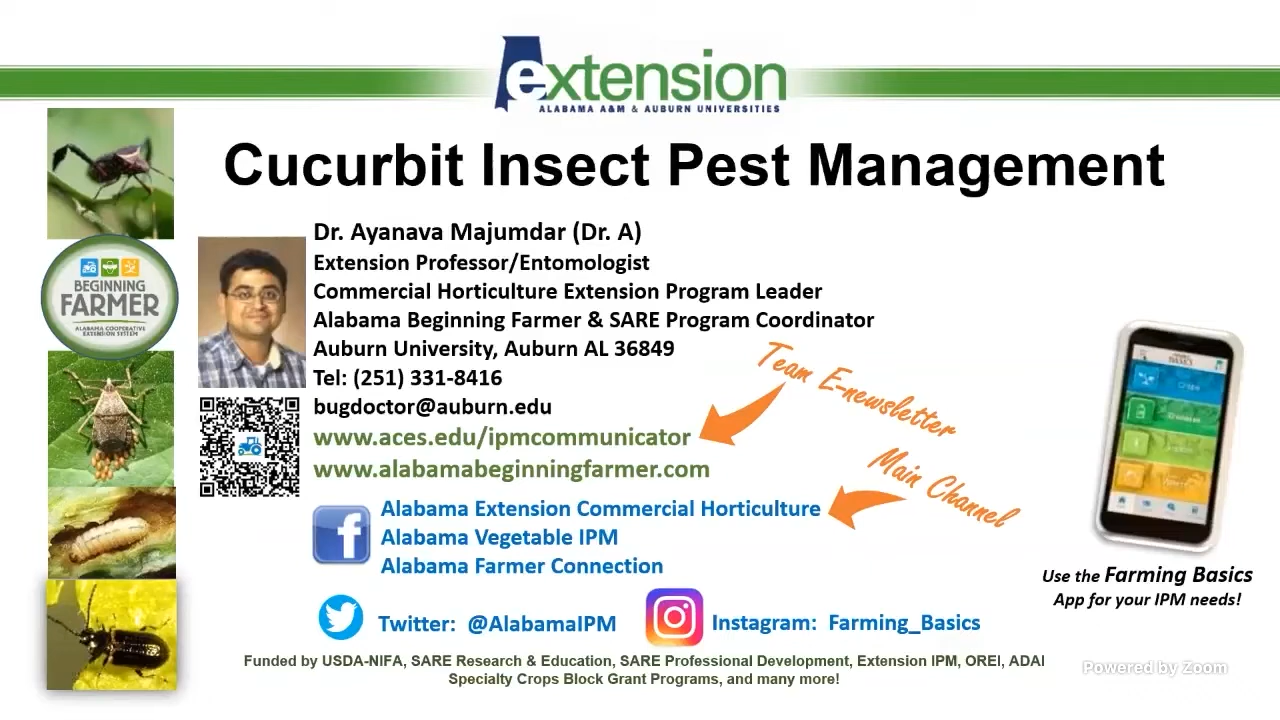 extension
ALABAMA A&M & AUBURN UNIVERSITIES
Cucurbit Insect Pest Management
BEGINNING
FARMER
ALABAMA COOPERATIVE
EXTENSION SYSTEM
Dr. Ayanava Majumdar (Dr. A)
Extension Professor/Entomologist
Commercial Horticulture Extension Program Leader
Alabama Beginning Farmer & SARE Program Coordinator
Auburn University, Auburn AL 36849
Tel: (251) 331-8416
bugdoctor@auburn.edu
www.aces.edu/ipmcommunicator
www.alabamabeginningfarmer.com
Team E-newsletter
Main Channel
Alabama Extension Commercial Horticulture
Alabama Vegetable IPM
Alabama Farmer Connection
Use the Farming Basics
App for your IPM needs!
Twitter: @AlabamaIPM
Instagram: Farming_Basics
Funded by USDA-NIFA, SARE Research & Education, SARE Professional Development, Extension IPM, OREI, ADAI
Specialty Crops Block Grant Programs, and many more!
Powered by Zoom